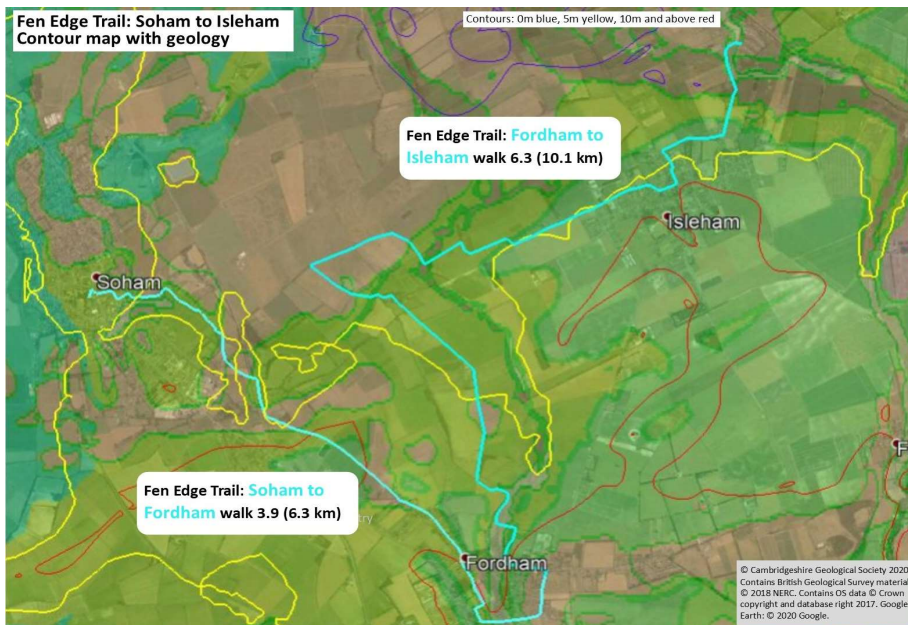 Fen Edge Trail: Soham to Isleham
Contour map with geology
Contours: 0m blue, 5m yellow, 10m and above red
Fen Edge Trail: Fordham to
Isleham walk 6.3 (10.1 km)
Isleham
Soham
Fen Edge Trail: Soham to
Fordham walk 3.9 (6.3 km)
Fordham
© Cambridgeshire Geological Society 2020
Contains British Geological Survey material
© 2018 NERC. Contains OS data © Crown
copyright and database right 2017. Google
Earth: © 2020 Google.